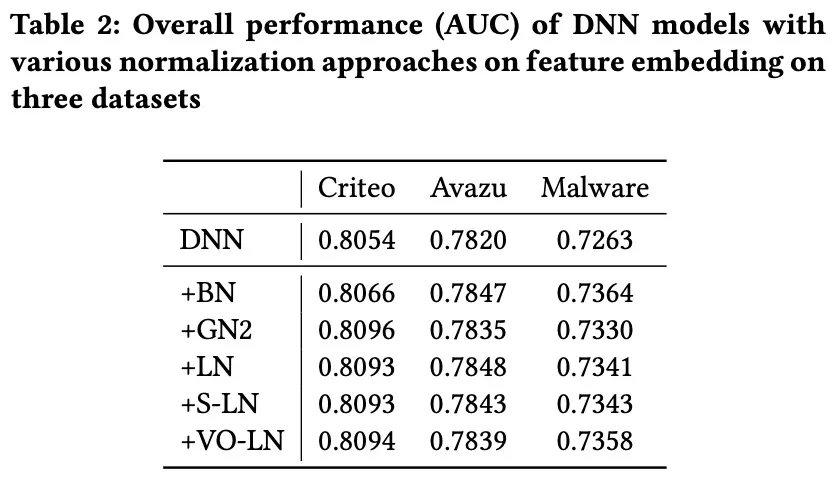 Table 2: Overall performance (AUC) of DNN models with
various normalization approaches on feature embedding on
three datasets
Criteo Avazu Malware
DNN 0.8054 0.7820 0.7263
+BN 0.8066 0.7847 0.7364
+GN2 0.8096 0.7835 0.7330
+LN 0.8093 0.7848 0.7341
+S-LN 0.8093 0.7843 0.7343
+VO-LN 0.8094 0.7839 0.7358